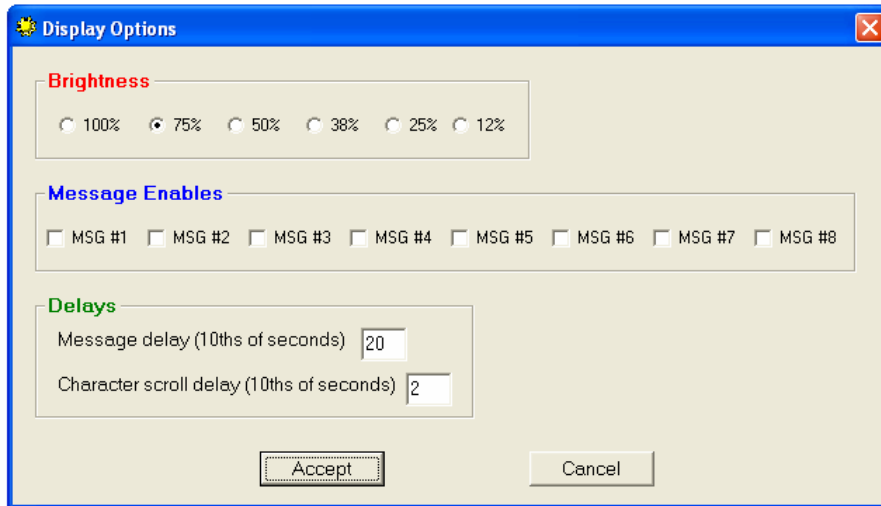 Display Options
Brightness
100% 75% 50% 38% 25% 12%
Message Enables
MSG #1 MSG #2 MSG #3 MSG #4 MSG #5 MSG #6 MSG #7 MSG #8
Delays
Message delay (10ths of seconds) 20
Character scroll delay (10ths of seconds) 2
Accept Cancel